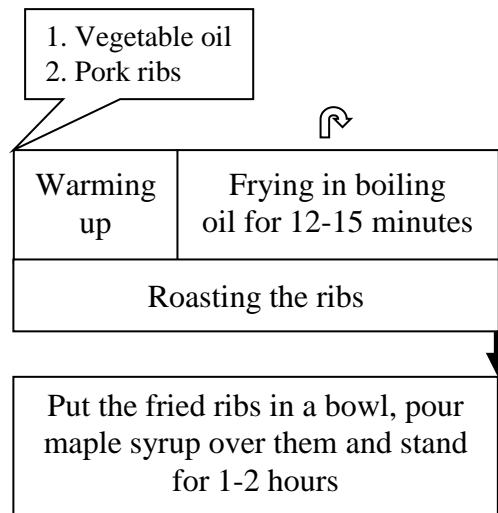 1. Vegetable oil
2. Pork ribs
Warming
up
Frying in boiling
oil for 12-15 minutes
Roasting the ribs
Put the fried ribs in a bowl, pour
maple syrup over them and stand
for 1-2 hours